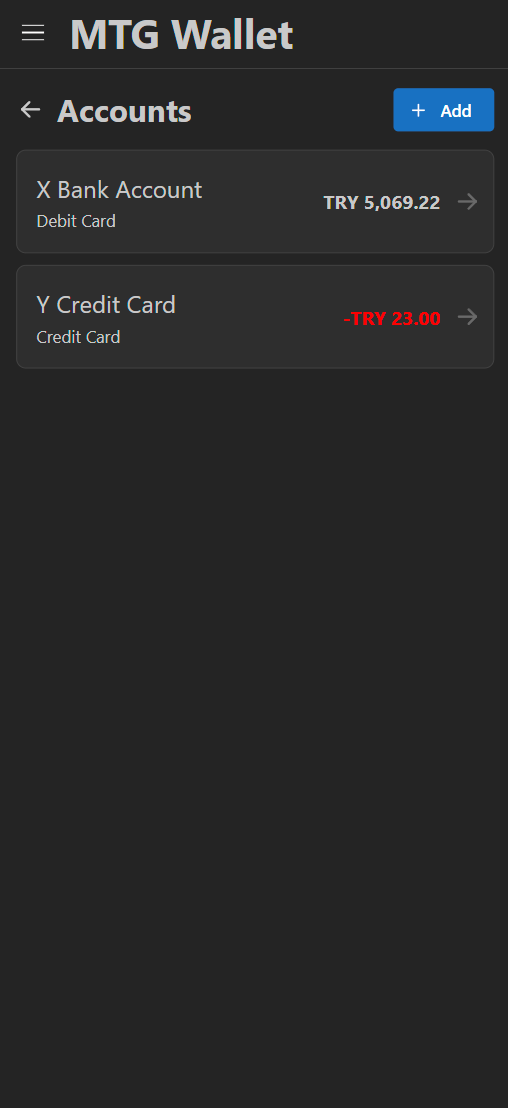 MTG Wallet
Accounts
Add
X Bank Account
Debit Card
TRY 5,069.22
Y Credit Card
Credit Card
-TRY 23.00